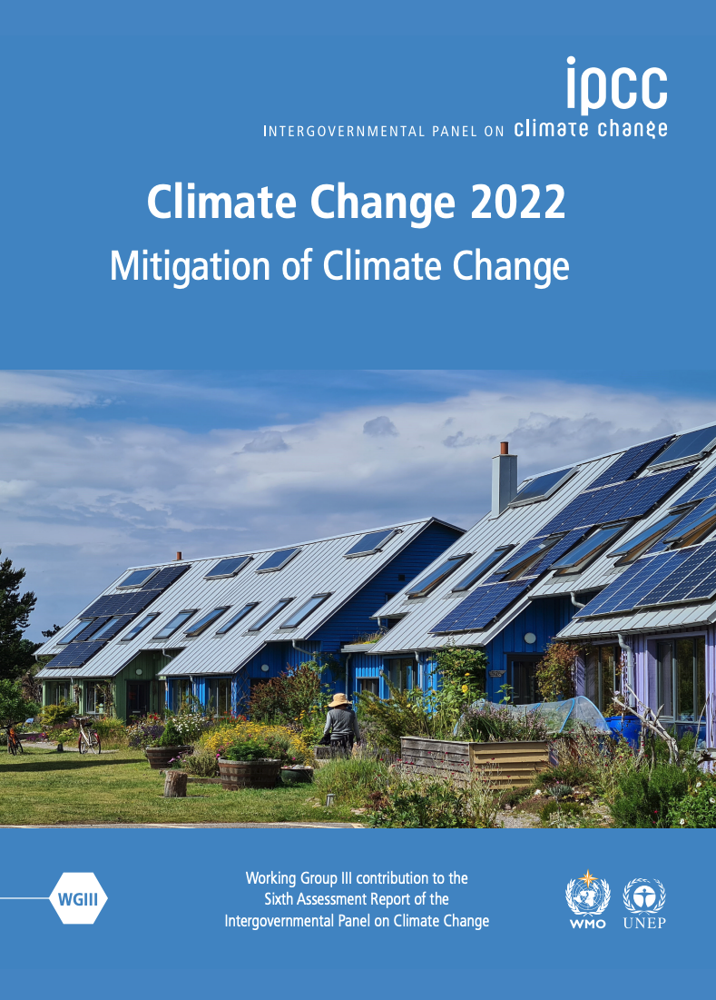 ipcc
INTERGOVERNMENTAL PANEL ON climate change
Climate Change 2022
Mitigation of Climate Change
WGIII
Working Group III contribution to the
Sixth Assessment Report of the
Intergovernmental Panel on Climate Change
WMO
UNEP